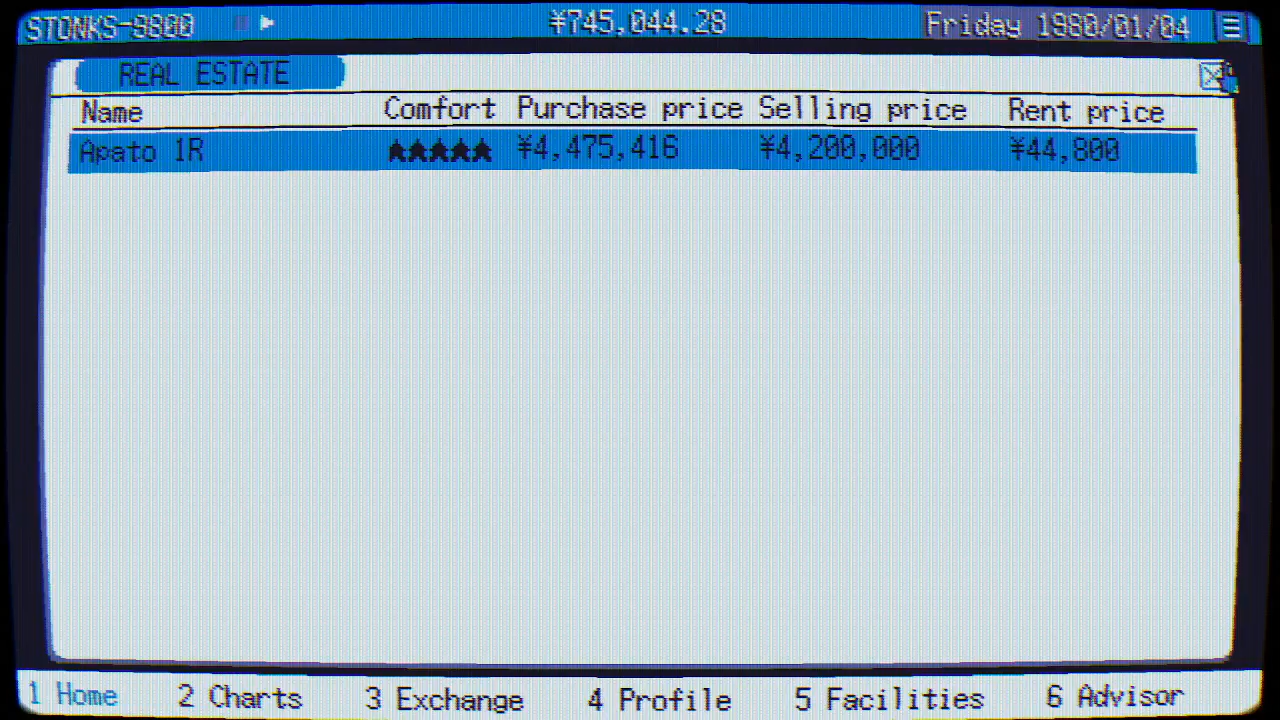 STONKS-9800 ¥745,044.28 Friday 1980/01/04
REAL ESTATE
Name Comfort Purchase price Selling price Rent price
Apato 1R ¥4,475,416 ¥4,200,000 ¥44,800
1 Home 2 Charts 3 Exchange 4 Profile 5 Facilities 6 Advisor